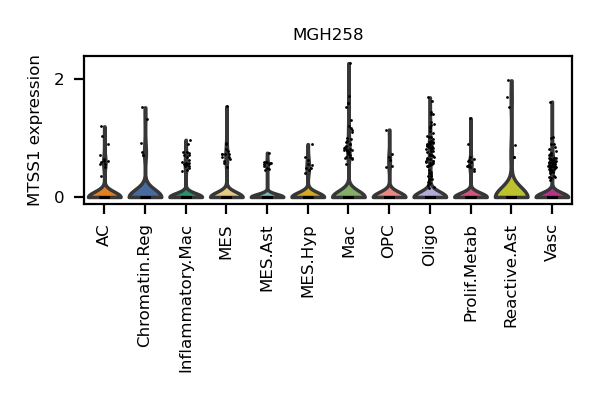 MGH258
MTSS1 expression
2
0
AC
Chromatin.Reg
Inflammatory.Mac
MES
MES.Ast
MES.Hyp
Mac
OPC
Oligo
Prolif.Metab
Reactive.Ast
Vasc